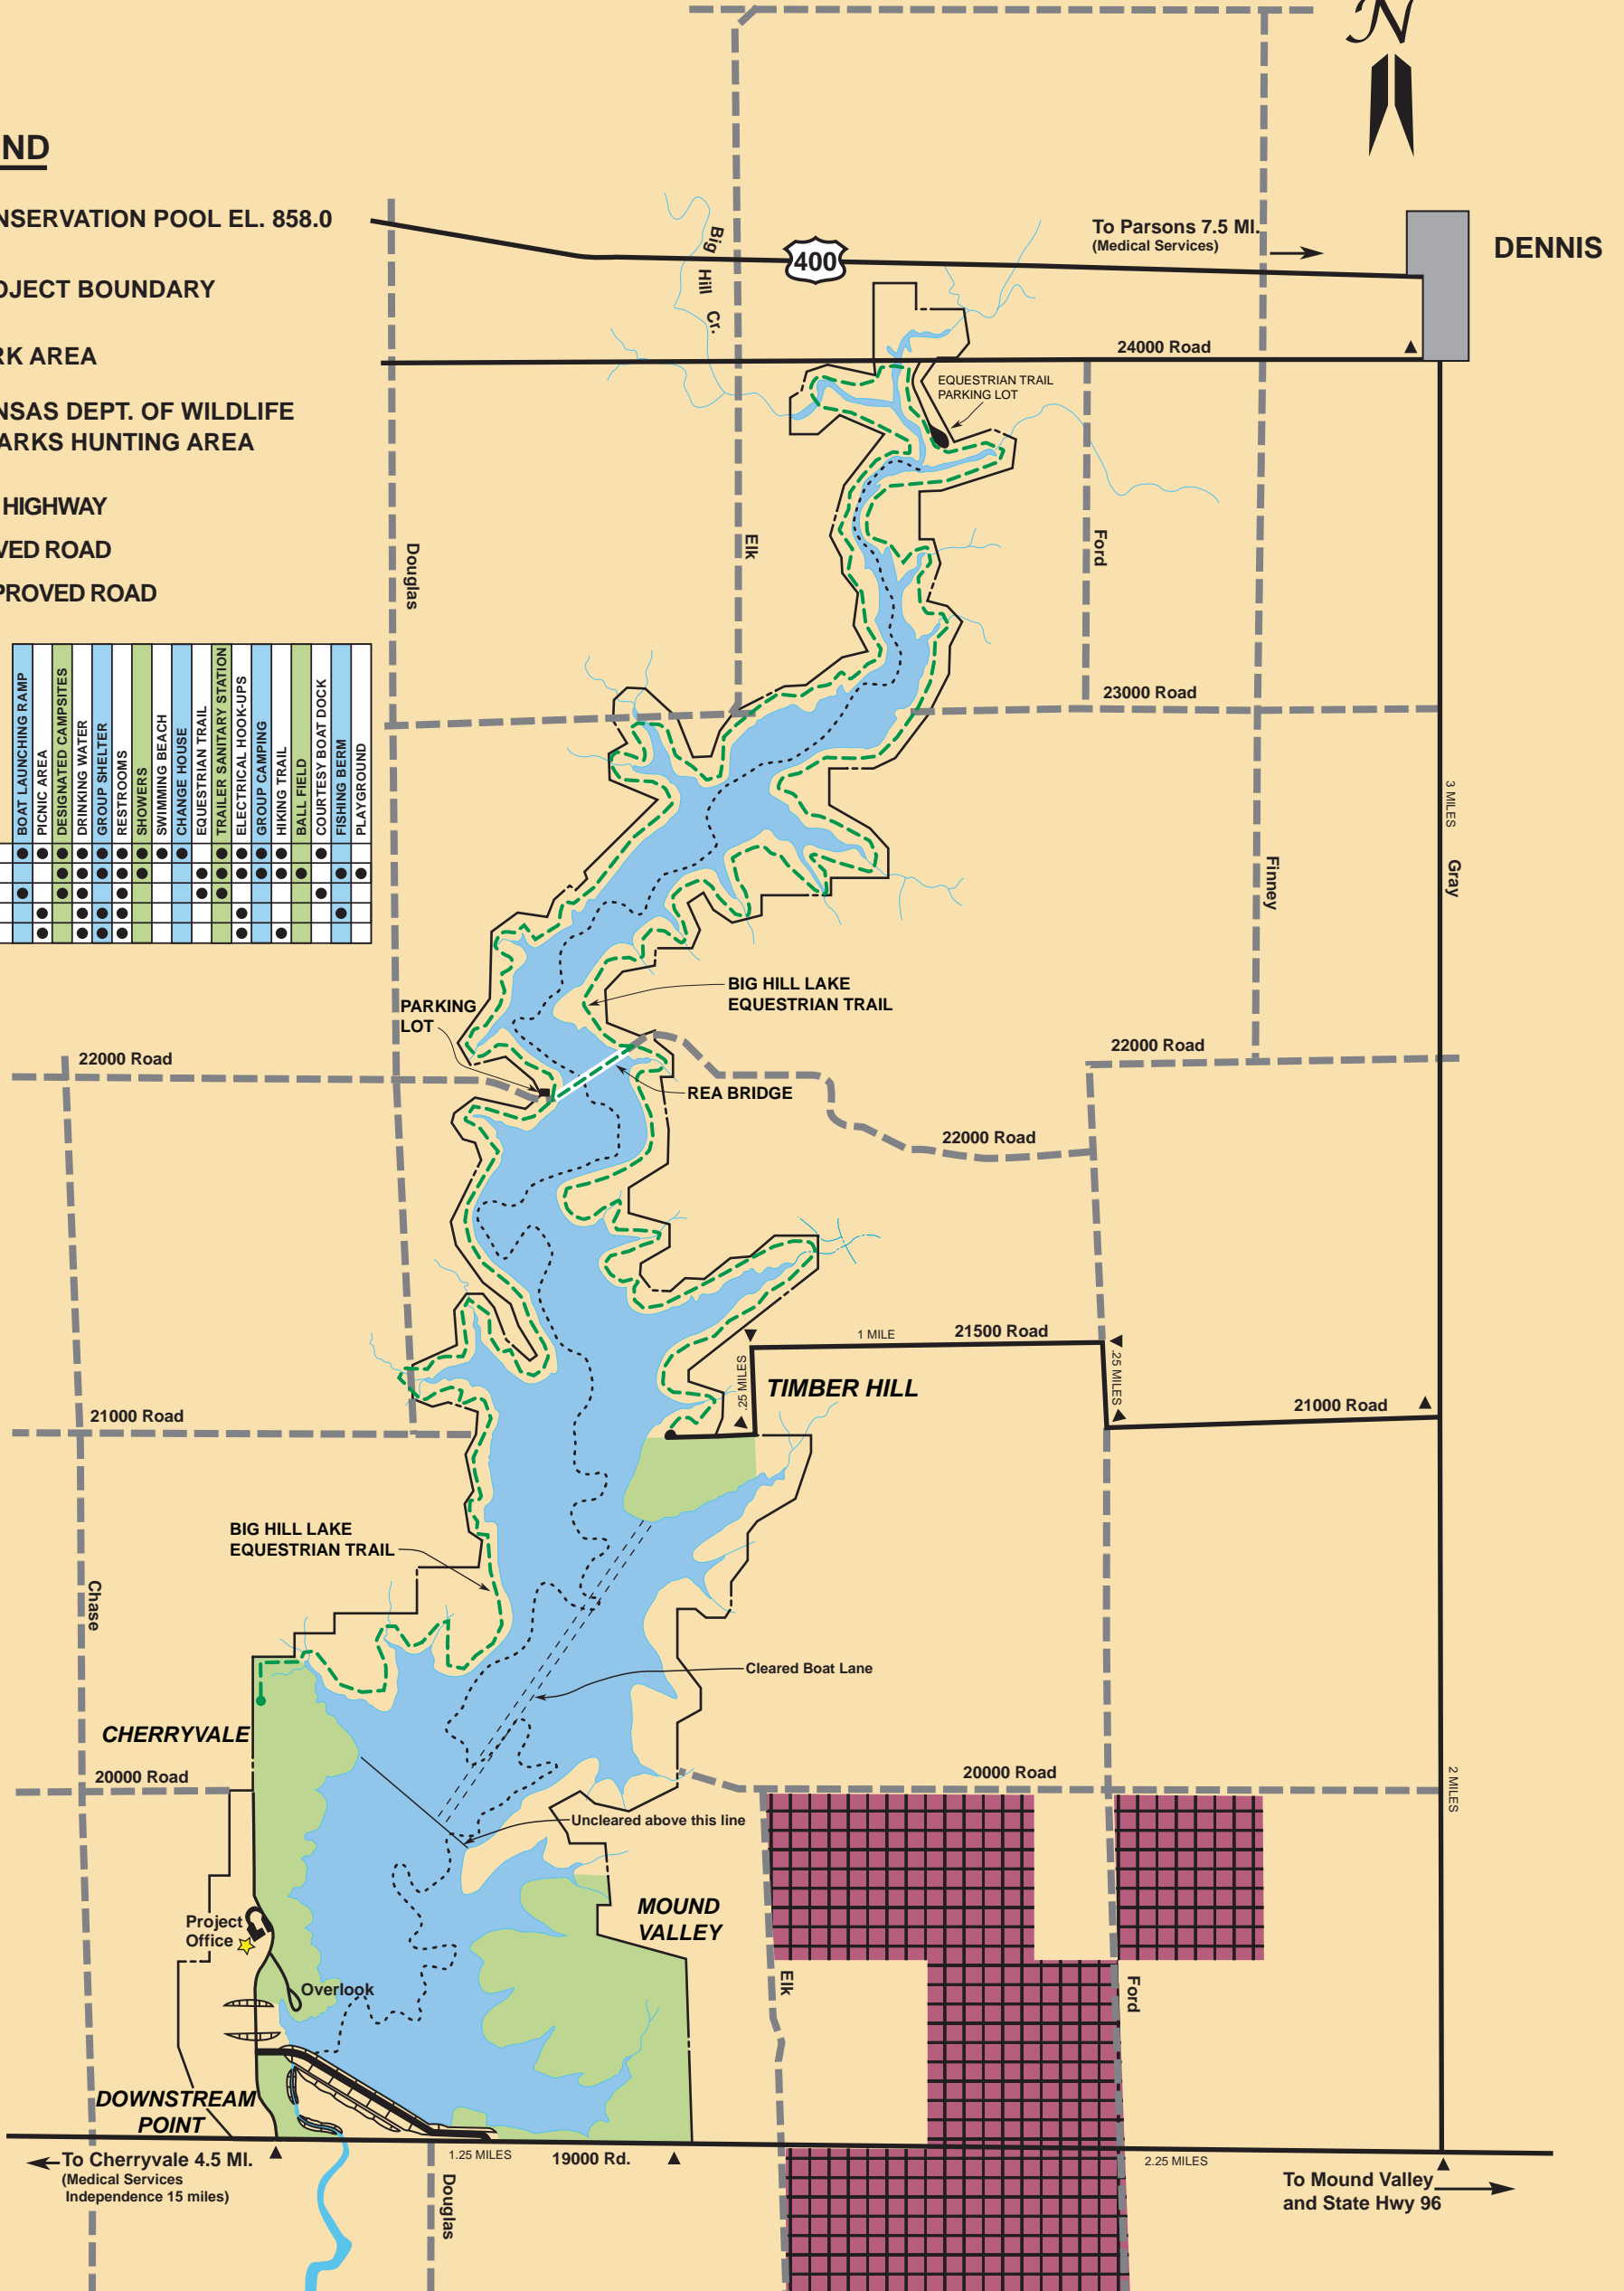 N
ND
NSERVATION POOL EL. 858.0
OJECT BOUNDARY
RK AREA
NSAS DEPT. OF WILDLIFE
ARKS HUNTING AREA
HIGHWAY
VED ROAD
PROVED ROAD
BOAT LAUNCHING RAMP
PICNIC AREA
DESIGNATED CAMPSITES
DRINKING WATER
GROUP SHELTER
RESTROOMS
SHOWERS
SWIMMING BEACH
CHANGE HOUSE
EQUESTRIAN TRAIL
TRAILER SANITARY STATION
ELECTRICAL HOOK-UPS
GROUP CAMPING
HIKING TRAIL
BALL FIELD
COURTESY BOAT DOCK
FISHING BERM
PLAYGROUND
Big Hill Cr.
400
To Parsons 7.5 MI.
(Medical Services)
DENNIS
24000 Road
EQUESTRIAN TRAIL
PARKING LOT
Douglas
Elk
Ford
23000 Road
3 MILES
Gray
Finney
BIG HILL LAKE
EQUESTRIAN TRAIL
PARKING
LOT
22000 Road
22000 Road
REA BRIDGE
22000 Road
1 MILE
21500 Road
.25 MILES
.25 MILES
TIMBER HILL
21000 Road
21000 Road
BIG HILL LAKE
EQUESTRIAN TRAIL
Chase
Cleared Boat Lane
CHERRYVALE
20000 Road
20000 Road
2 MILES
Uncleared above this line
MOUND
VALLEY
Project
Office
Overlook
Elk
Ford
DOWNSTREAM
POINT
To Cherryvale 4.5 MI.
(Medical Services
Independence 15 miles)
1.25 MILES
19000 Rd.
2.25 MILES
Douglas
To Mound Valley
and State Hwy 96